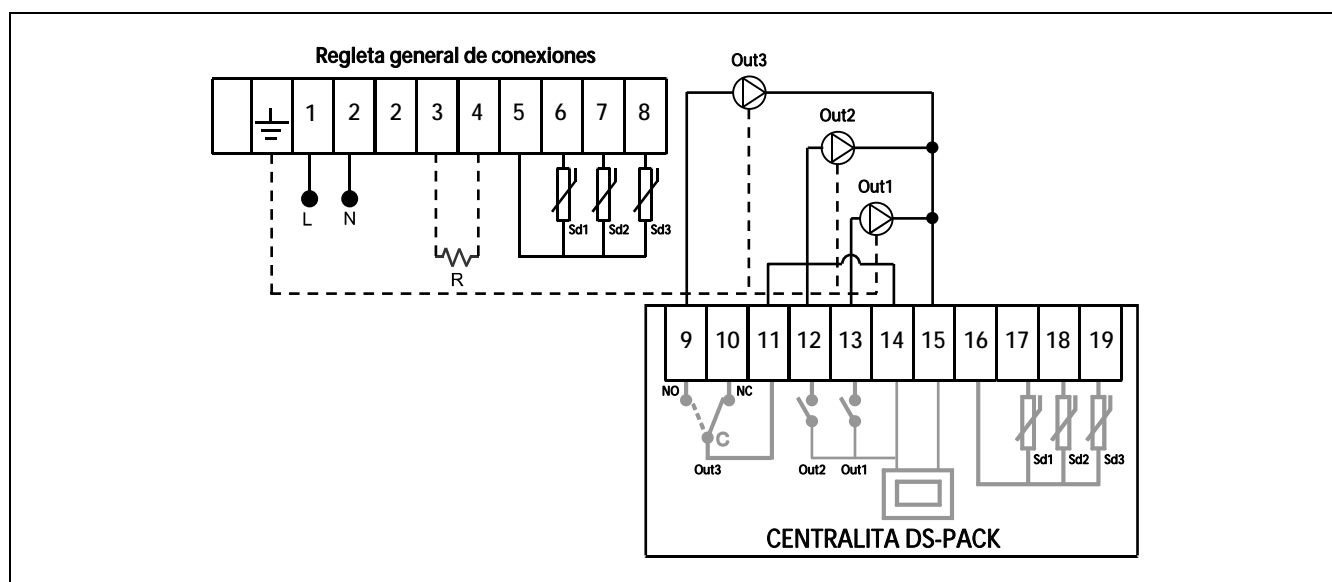 Regleta general de conexiones
1 2 2 3 4 5 6 7 8
L N
R
Sd1 Sd2 Sd3
Out3
Out2
Out1
9 10 11 12 13 14 15 16 17 18 19
NO NC
C
Out3 Out2 Out1
Sd1 Sd2 Sd3
CENTRALITA DS-PACK